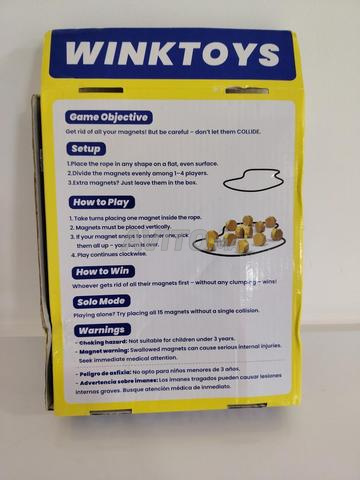 WINKTOYS
Game Objective
Get rid of all your magnets! But be careful – don't let them COLLIDE.
Setup
1.Place the rope in any shape on a flat, even surface.
2.Divide the magnets evenly among 1–4 players.
3.Extra magnets? Just leave them in the box.
How to Play
1. Take turns placing one magnet inside the rope.
2. Magnets must be placed vertically.
3. If your magnet snaps to another one, pick
them all up – your turn is over.
4. Play continues clockwise.
How to Win
Whoever gets rid of all their magnets first – without any clumping – wins!
Solo Mode
Playing alone? Try placing all 15 magnets without a single collision.
Warnings
- Choking hazard: Not suitable for children under 3 years.
- Magnet warning: Swallowed magnets can cause serious internal injuries.
Seek immediate medical attention.
- Peligro de asfixia: No apto para niños menores de 3 años.
- Advertencia sobre imanes: Los imanes tragados pueden causar lesiones
internas graves. Busque atención médica de inmediato.